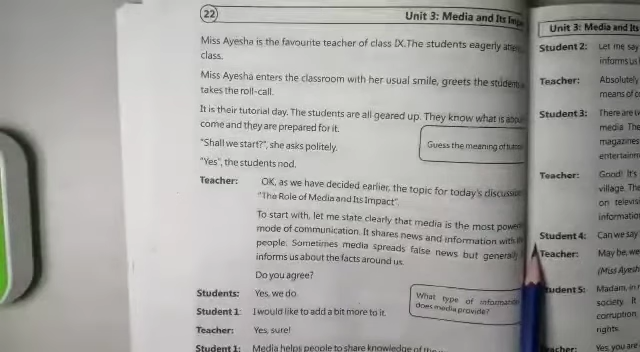 22
Unit 3: Media and Its
Miss Ayesha is the favourite teacher of class IX.The students eagerly
class.
Miss Ayesha enters the classroom with her usual smile, greets the students
takes the roll-call.
It is their tutorial day. The students are all geared up. They know what is
come and they are prepared for it.
"Shall we start?", she asks politely.
Guess the meaning of
"Yes", the students nod.
Teacher: OK, as we have decided earlier, the topic for today's discussion
"The Role of Media and Its Impact".
To start with, let me state clearly that media is the most
mode of communication. It shares news and information with
people. Sometimes media spreads false news but generally
informs us about the facts around us.
Do you agree?
Students: Yes, we do.
What type of information
does media provide?
Student 1: I would like to add a bit more to it.
Teacher: Yes, sure!
Student 1: Media helps people to share knowledge of
Unit 3: Media and Its
Student 2: Let me say
informs us
Teacher: Absolutely
means of
Student 3: There are
media. The
magazines
Teacher: Good! It's
village. The
on
Student 4: Can we say
Teacher: May be, we
(Miss
Student 5: Madam, in
society. It
corruption
rights.
Yes, you are